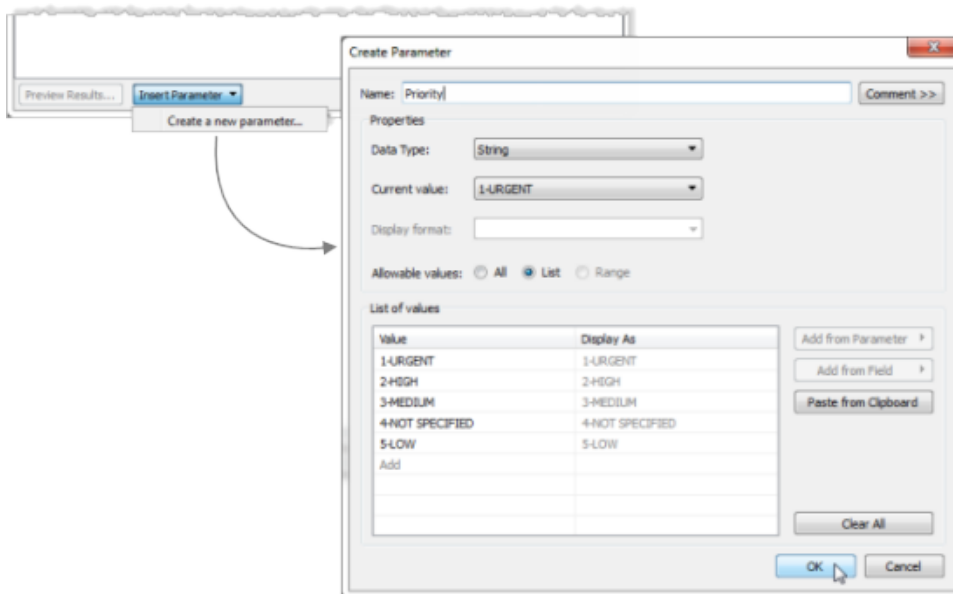 Preview Results...
Insert Parameter
Create a new parameter...
Create Parameter
X
Name: Priority
Comment >>
Properties
Data Type: String
Current value: 1-URGENT
Display format:
Allowable values: All List Range
List of values
Value Display As
1-URGENT 1-URGENT
2-HIGH 2-HIGH
3-MEDIUM 3-MEDIUM
4-NOT SPECIFIED 4-NOT SPECIFIED
5-LOW 5-LOW
Add
Add from Parameter
Add from Field
Paste from Clipboard
Clear All
OK Cancel